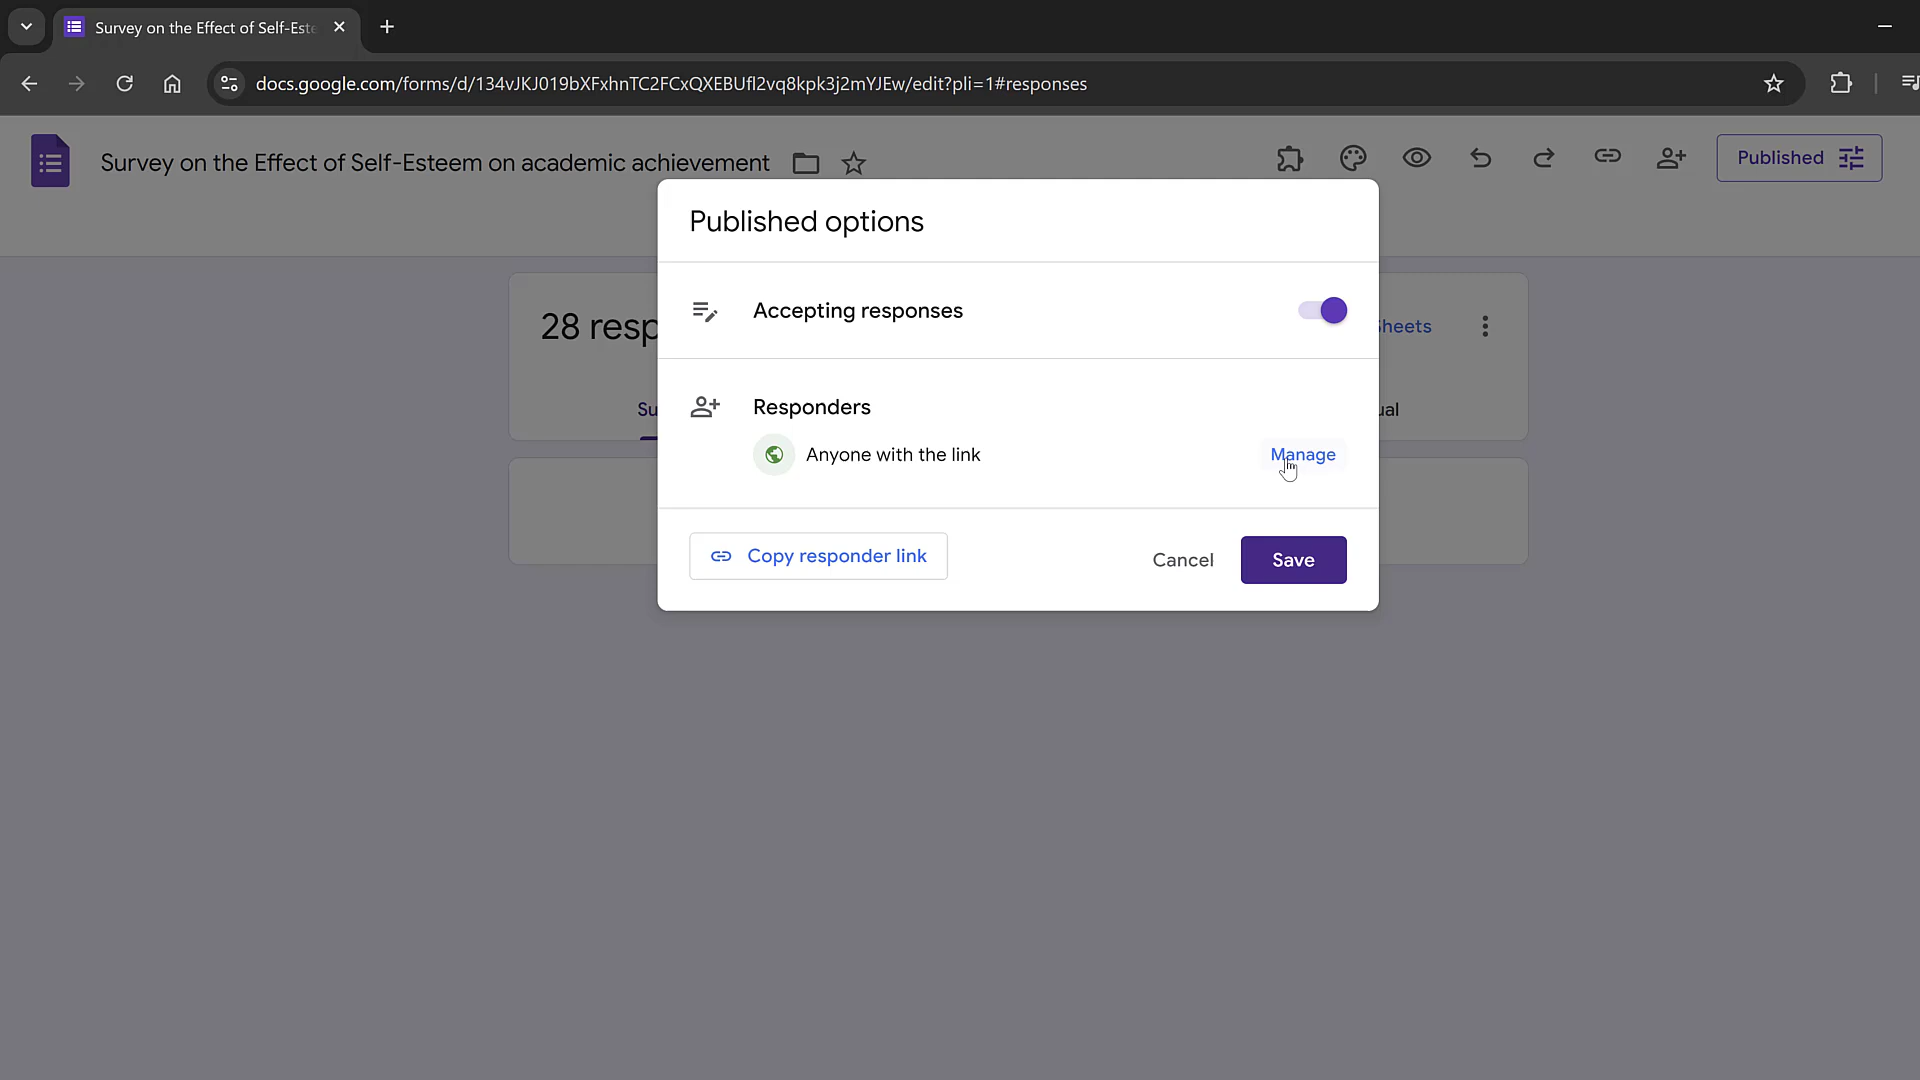 Survey on the Effect of Self-Este
docs.google.com/forms/d/134vJKJ019bXFxhnTC2FCxQXEBUfl2vq8kpk3j2mYJEw/edit?pli=1#responses
Survey on the Effect of Self-Esteem on academic achievement
Published
Published options
28 resp
Accepting responses
Sheets
Su
Responders
ual
Anyone with the link
Manage
Copy responder link
Cancel
Save